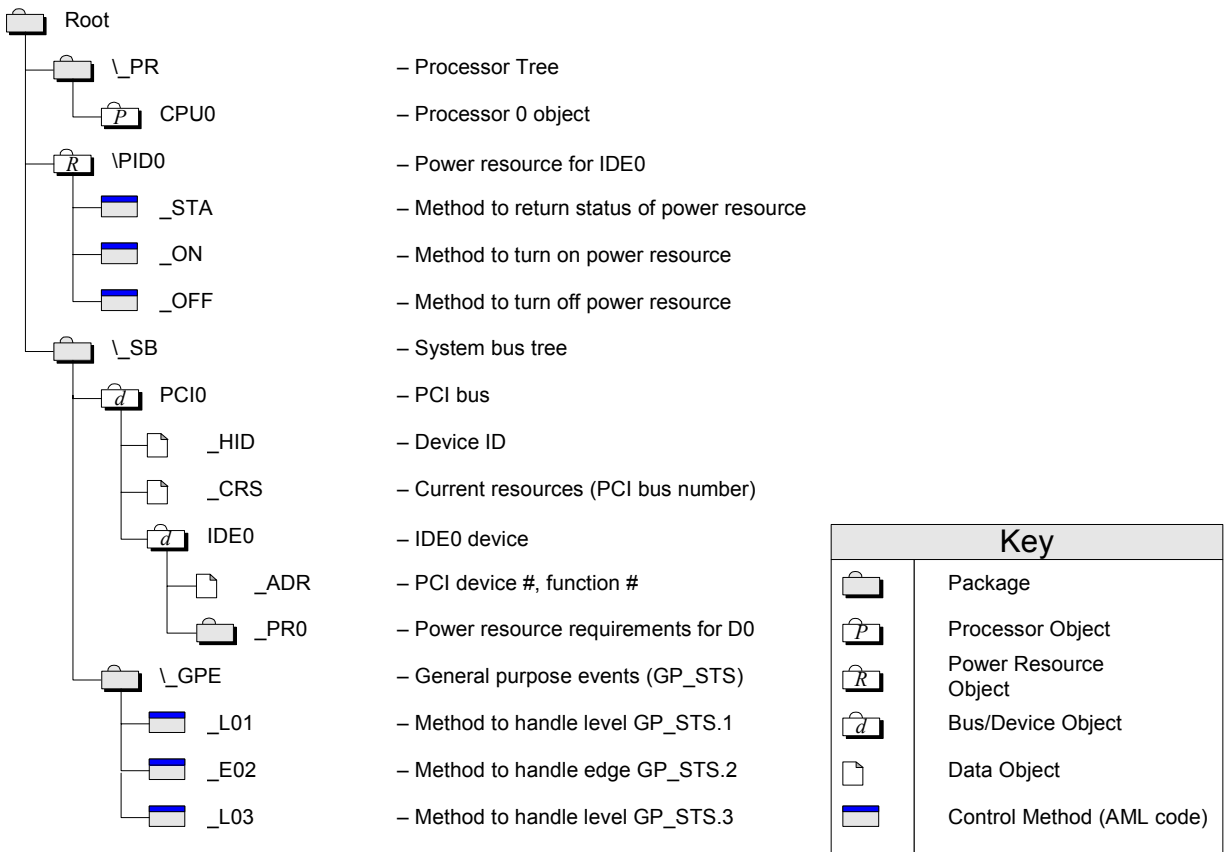 Root
\_PR – Processor Tree
P CPU0 – Processor 0 object
R \PID0 – Power resource for IDE0
_STA – Method to return status of power resource
_ON – Method to turn on power resource
_OFF – Method to turn off power resource
\_SB – System bus tree
d PCI0 – PCI bus
_HID – Device ID
_CRS – Current resources (PCI bus number)
d IDE0 – IDE0 device
_ADR – PCI device #, function #
_PR0 – Power resource requirements for D0
\_GPE – General purpose events (GP_STS)
_L01 – Method to handle level GP_STS.1
_E02 – Method to handle edge GP_STS.2
_L03 – Method to handle level GP_STS.3
Key
Package
P Processor Object
R Power Resource
Object
d Bus/Device Object
Data Object
Control Method (AML code)